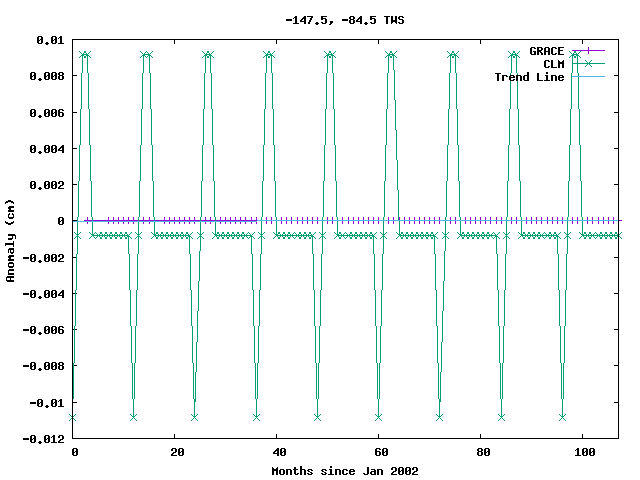 -147.5, -84.5 TWS
0.01
0.008
0.006
0.004
0.002
0
-0.002
-0.004
-0.006
-0.008
-0.01
-0.012
Anomaly (cm)
GRACE
CLM
Trend Line
0 20 40 60 80 100
Months since Jan 2002